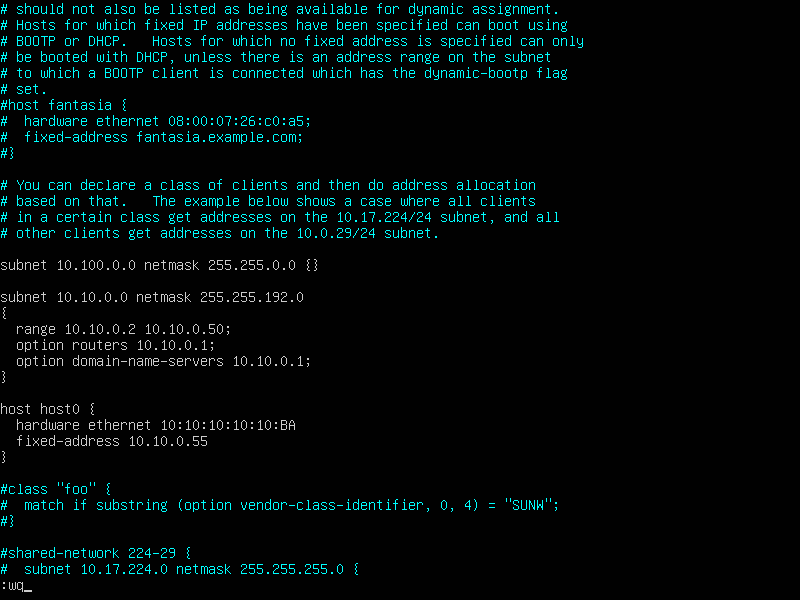 # should not also be listed as being available for dynamic assignment.
# Hosts for which fixed IP addresses have been specified can boot using
# BOOTP or DHCP.   Hosts for which no fixed address is specified can only
# be booted with DHCP, unless there is an address range on the subnet
# to which a BOOTP client is connected which has the dynamic-bootp flag
# set.
#host fantasia {
#  hardware ethernet 08:00:07:26:c0:a5;
#  fixed-address fantasia.example.com;
#}

# You can declare a class of clients and then do address allocation
# based on that.   The example below shows a case where all clients
# in a certain class get addresses on the 10.17.224/24 subnet, and all
# other clients get addresses on the 10.0.29/24 subnet.

subnet 10.100.0.0 netmask 255.255.0.0 {}

subnet 10.10.0.0 netmask 255.255.192.0
{
  range 10.10.0.2 10.10.0.50;
  option routers 10.10.0.1;
  option domain-name-servers 10.10.0.1;
}

host host0 {
  hardware ethernet 10:10:10:10:10:BA
  fixed-address 10.10.0.55
}

#class "foo" {
#  match if substring (option vendor-class-identifier, 0, 4) = "SUNW";
#}

#shared-network 224-29 {
#  subnet 10.17.224.0 netmask 255.255.255.0 {
:wq_